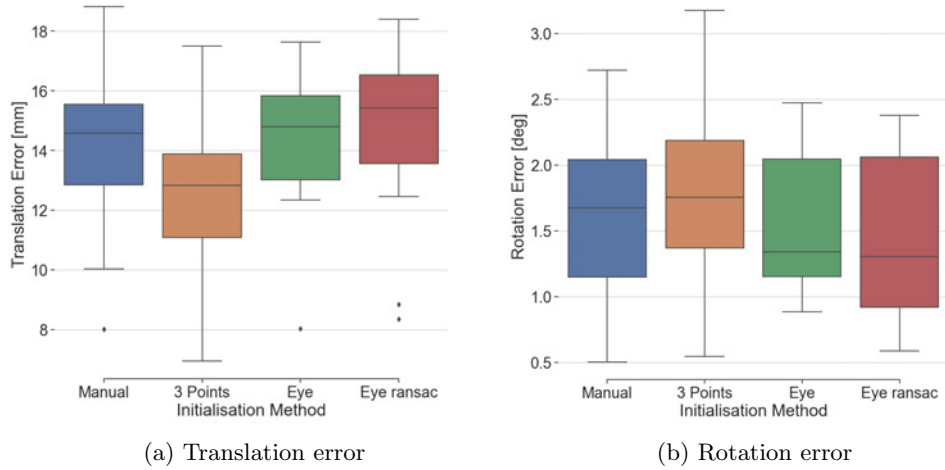 18
16
14
12
10
8
Translation Error [mm]
Manual 3 Points Eye Eye ransac
Initialisation Method
(a) Translation error
3.0
2.5
2.0
1.5
1.0
0.5
Rotation Error [deg]
Manual 3 Points Eye Eye ransac
Initialisation Method
(b) Rotation error